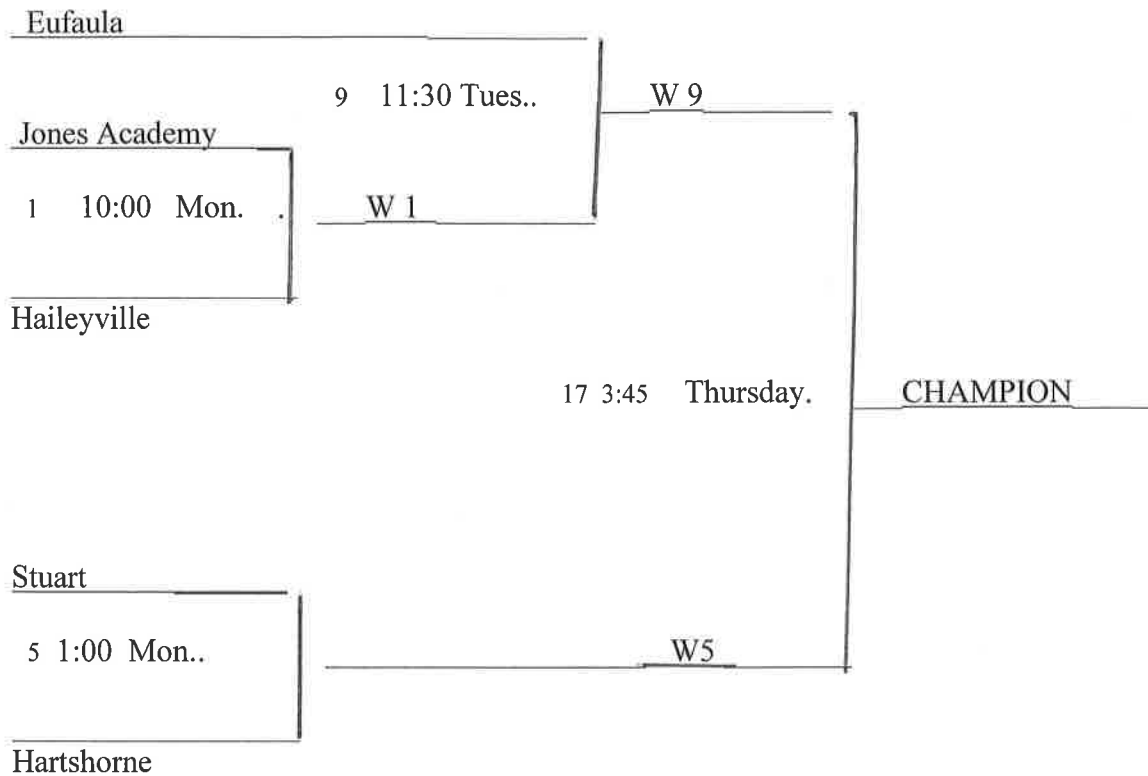 Eufaula
9 11:30 Tues..
W 9
Jones Academy
1 10:00 Mon. .
W 1
Haileyville
17 3:45 Thursday.
CHAMPION
Stuart
5 1:00 Mon..
W5
Hartshorne